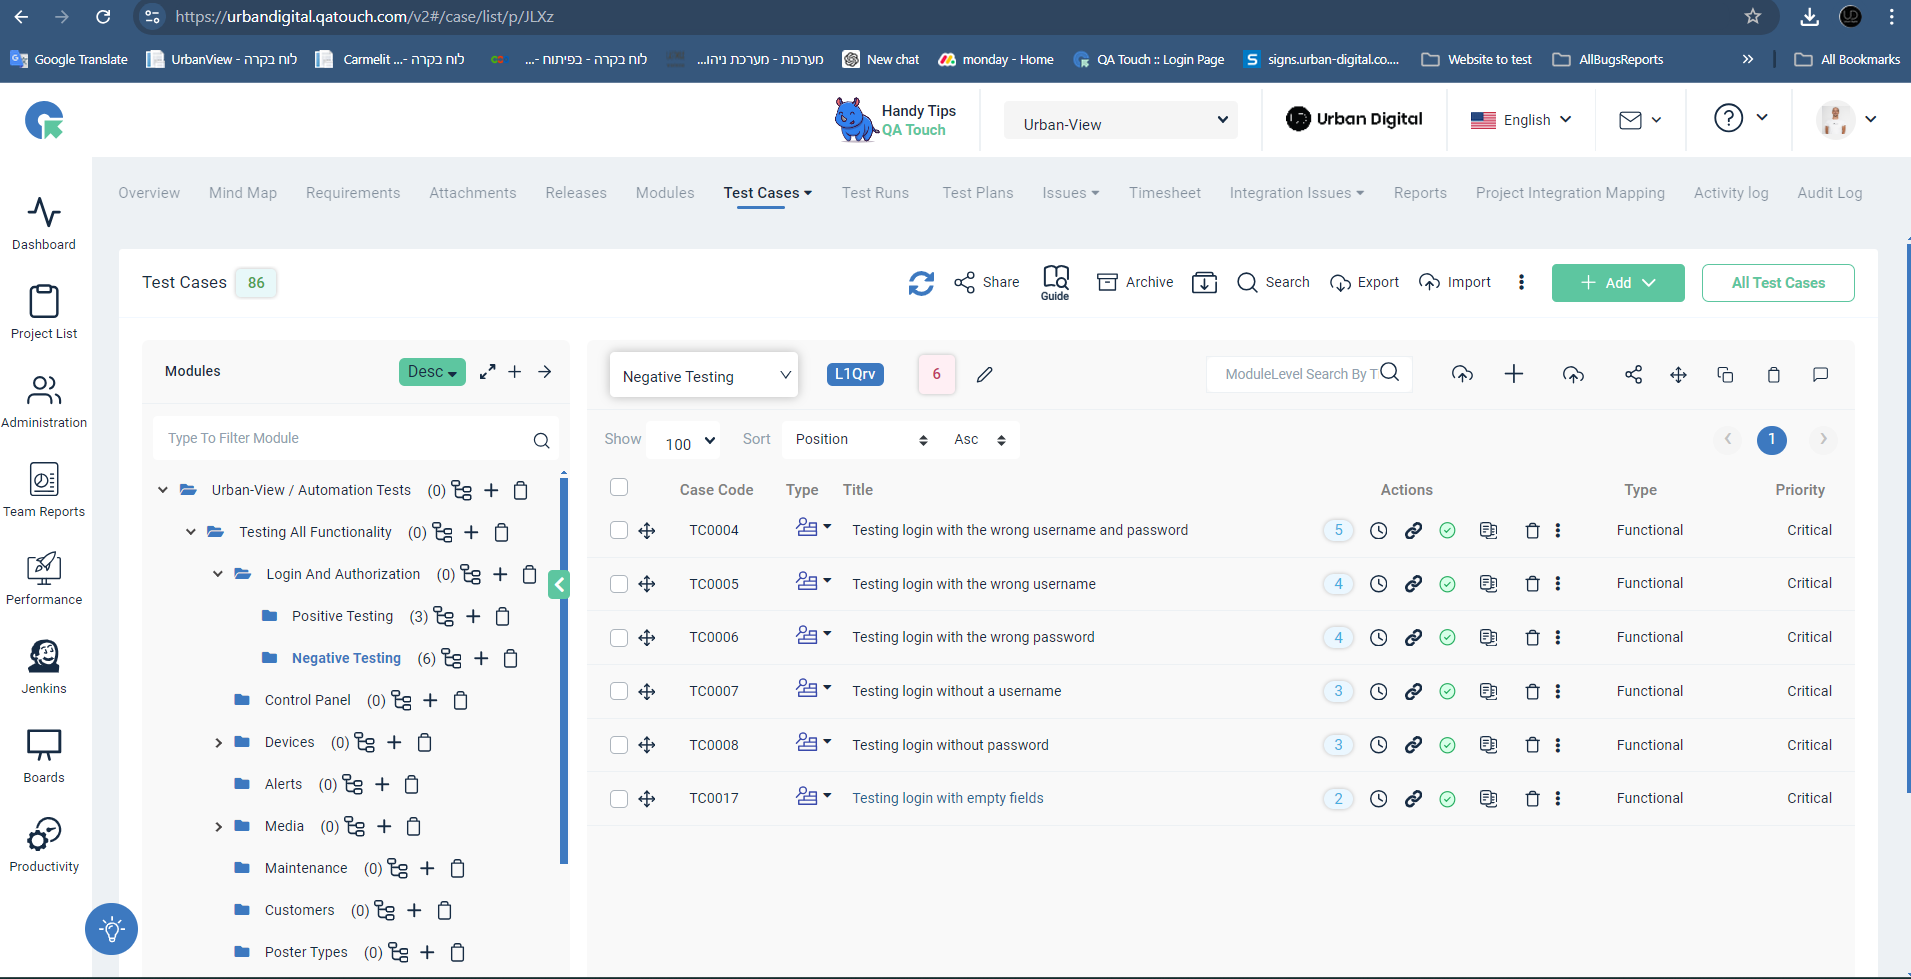 https://urbandigital.qatouch.com/v2#/case/list/p/JLXz
Google Translate
לוח בקרה - UrbanView
לוח בקרה -... Carmelit
לוח בקרה - בפיתוח -...
מערכות - מערכת ניהו...
New chat
monday - Home
QA Touch :: Login Page
signs.urban-digital.co....
Website to test
AllBugsReports
»
All Bookmarks
Handy Tips
QA Touch
Urban-View
Urban Digital
English
Overview
Mind Map
Requirements
Attachments
Releases
Modules
Test Cases
Test Runs
Test Plans
Issues
Timesheet
Integration Issues
Reports
Project Integration Mapping
Activity log
Audit Log
Dashboard
Project List
Administration
Team Reports
Performance
Jenkins
Boards
Productivity
Test Cases 86
Share
Guide
Archive
Search
Export
Import
+ Add
All Test Cases
Modules
Desc
Type To Filter Module
Urban-View / Automation Tests (0)
Testing All Functionality (0)
Login And Authorization (0)
Positive Testing (3)
Negative Testing (6)
Control Panel (0)
Devices (0)
Alerts (0)
Media (0)
Maintenance (0)
Customers (0)
Poster Types (0)
Negative Testing
L1Qrv
6
ModuleLevel Search By T
Show 100 Sort Position Asc
1
Case Code Type Title Actions Type Priority
TC0004 Testing login with the wrong username and password 5 Functional Critical
TC0005 Testing login with the wrong username 4 Functional Critical
TC0006 Testing login with the wrong password 4 Functional Critical
TC0007 Testing login without a username 3 Functional Critical
TC0008 Testing login without password 3 Functional Critical
TC0017 Testing login with empty fields 2 Functional Critical